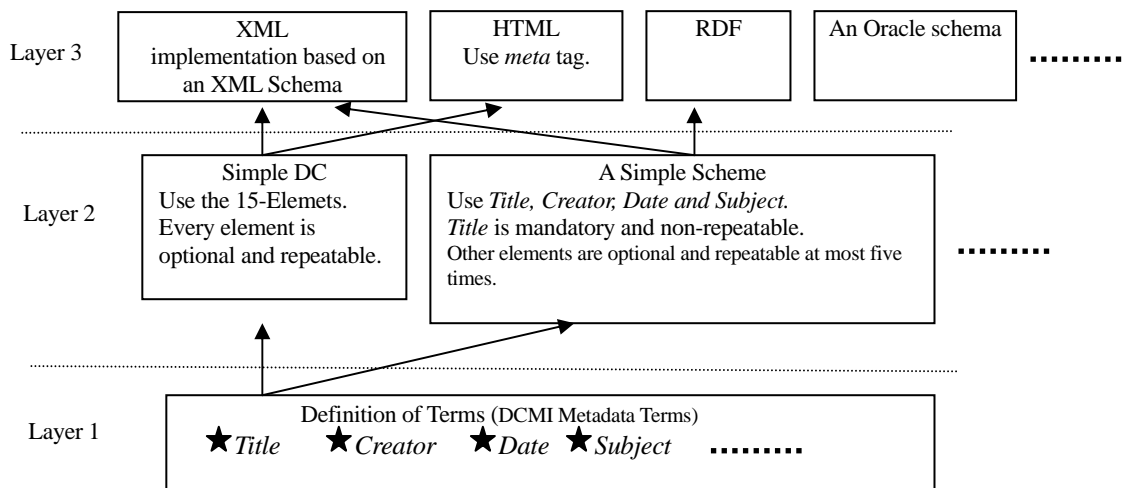 XML
implementation based on
an XML Schema
HTML
Use meta tag.
RDF
An Oracle schema
Layer 3
Simple DC
Use the 15-Elemets.
Every element is
optional and repeatable.
A Simple Scheme
Use Title, Creator, Date and Subject.
Title is mandatory and non-repeatable.
Other elements are optional and repeatable at most five
times.
Layer 2
Definition of Terms (DCMI Metadata Terms)
Layer 1
★Title ★Creator ★Date ★Subject